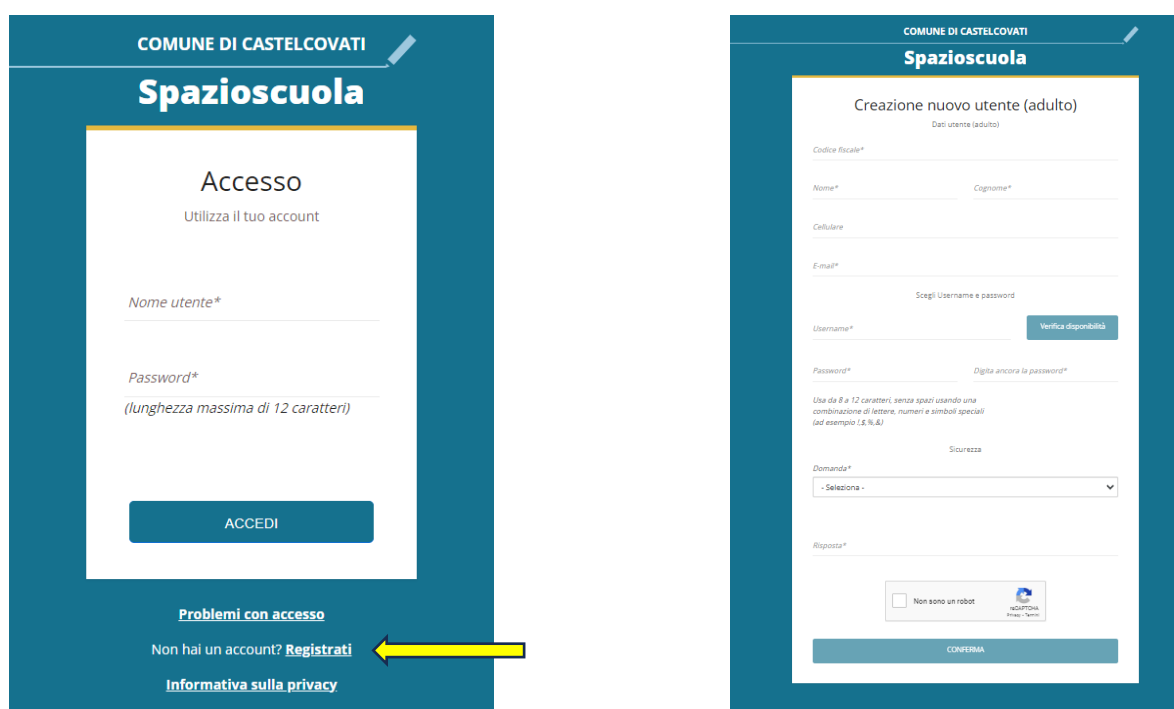 COMUNE DI CASTELCOVATI
Spazioscuola
Accesso
Utilizza il tuo account
Nome utente*
Password*
(lunghezza massima di 12 caratteri)
ACCEDI
Problemi con accesso
Non hai un account? Registrati
Informativa sulla privacy
COMUNE DI CASTELCOVATI
Spazioscuola
Creazione nuovo utente (adulto)
Dati utente (adulto)
Codice fiscale*
Nome* Cognome*
Cellulare
E-mail*
Scegli Username e password
Username* Verifica disponibilità
Password* Digita ancora la password*
Usa da 8 a 12 caratteri, senza spazi usando una
combinazione di lettere, numeri e simboli speciali
(ad esempio !,$,%,&)
Sicurezza
Domanda*
- Seleziona -
Risposta*
Non sono un robot
reCAPTCHA
Privacy - Termini
CONFERMA